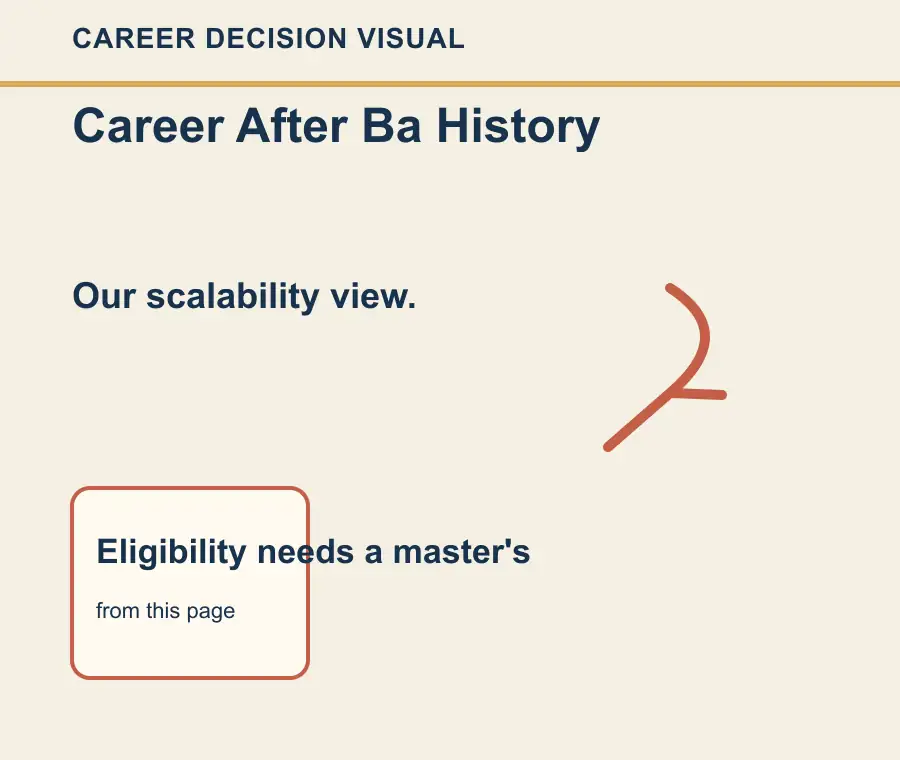 CAREER DECISION VISUAL
Career After Ba History
Our scalability view.
Eligibility needs a master's
from this page